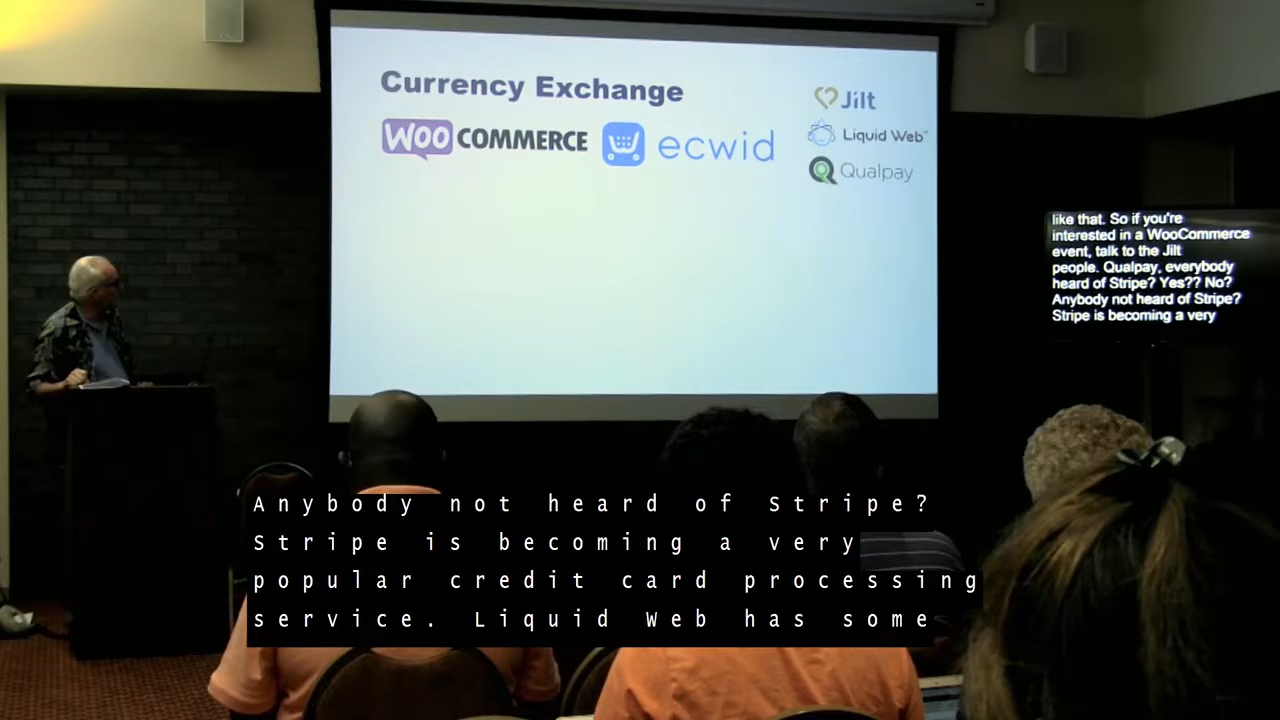 Currency Exchange
WOO COMMERCE
ecwid
Jilt
Liquid Web™
Qualpay
like that. So if you're
interested in a WooCommerce
event, talk to the Jilt
people. Qualpay, everybody
heard of Stripe? Yes?? No?
Anybody not heard of Stripe?
Stripe is becoming a very
Anybody not heard of Stripe?
Stripe is becoming a very
popular credit card processing
service. Liquid Web has some